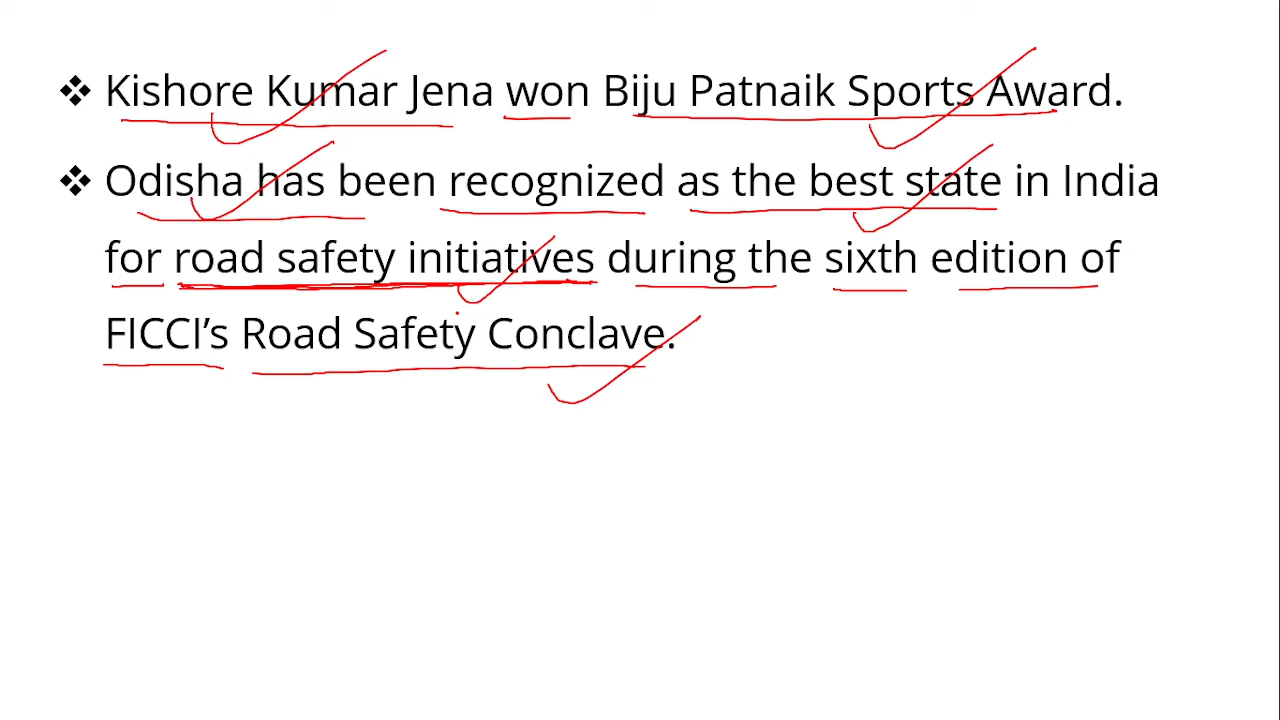 ❖ Kishore Kumar Jena won Biju Patnaik Sports Award.
❖ Odisha has been recognized as the best state in India
for road safety initiatives during the sixth edition of
FICCI’s Road Safety Conclave.